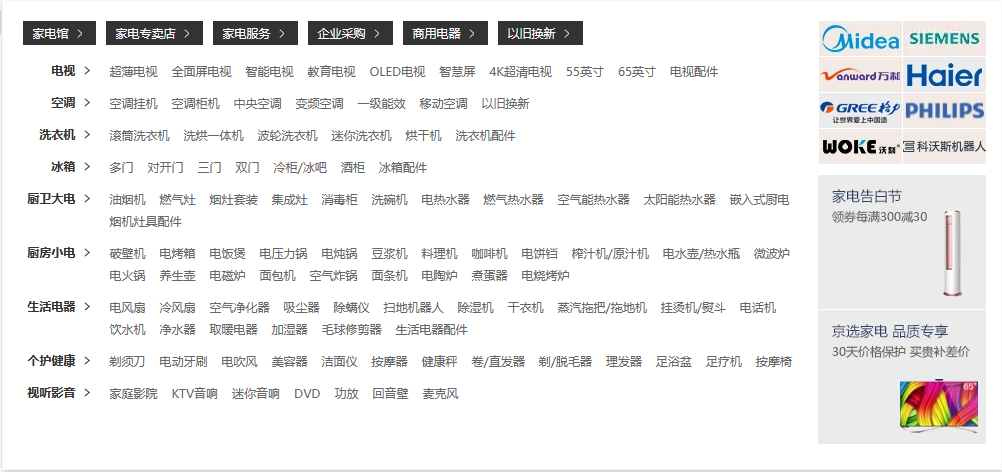 家电馆 > 家电专卖店 > 家电服务 > 企业采购 > 商用电器 > 以旧换新 >
电视 > 超薄电视 全面屏电视 智能电视 教育电视 OLED电视 智慧屏 4K超清电视 55英寸 65英寸 电视配件
空调 > 空调挂机 空调柜机 中央空调 变频空调 一级能效 移动空调 以旧换新
洗衣机 > 滚筒洗衣机 洗烘一体机 波轮洗衣机 迷你洗衣机 烘干机 洗衣机配件
冰箱 > 多门 对开门 三门 双门 冷柜/冰吧 酒柜 冰箱配件
厨卫大电 > 油烟机 燃气灶 烟灶套装 集成灶 消毒柜 洗碗机 电热水器 燃气热水器 空气能热水器 太阳能热水器 嵌入式厨电
烟机灶具配件
厨房小电 > 破壁机 电烤箱 电饭煲 电压力锅 电炖锅 豆浆机 料理机 咖啡机 电饼铛 榨汁机/原汁机 电水壶/热水瓶 微波炉
电火锅 养生壶 电磁炉 面包机 空气炸锅 面条机 电陶炉 煮蛋器 电烧烤炉
生活电器 > 电风扇 冷风扇 空气净化器 吸尘器 除螨仪 扫地机器人 除湿机 干衣机 蒸汽拖把/拖地机 挂烫机/熨斗 电话机
饮水机 净水器 取暖电器 加湿器 毛球修剪器 生活电器配件
个护健康 > 剃须刀 电动牙刷 电吹风 美容器 洁面仪 按摩器 健康秤 卷/直发器 剃/脱毛器 理发器 足浴盆 足疗机 按摩椅
视听影音 > 家庭影院 KTV音响 迷你音响 DVD 功放 回音壁 麦克风
Midea SIEMENS
Vanward万和 Haier
GREE格力 PHILIPS
让世界爱上中国造
WOKE沃刻 科沃斯机器人
家电告白节
领券每满300减30
京选家电 品质专享
30天价格保护 买贵补差价
65"